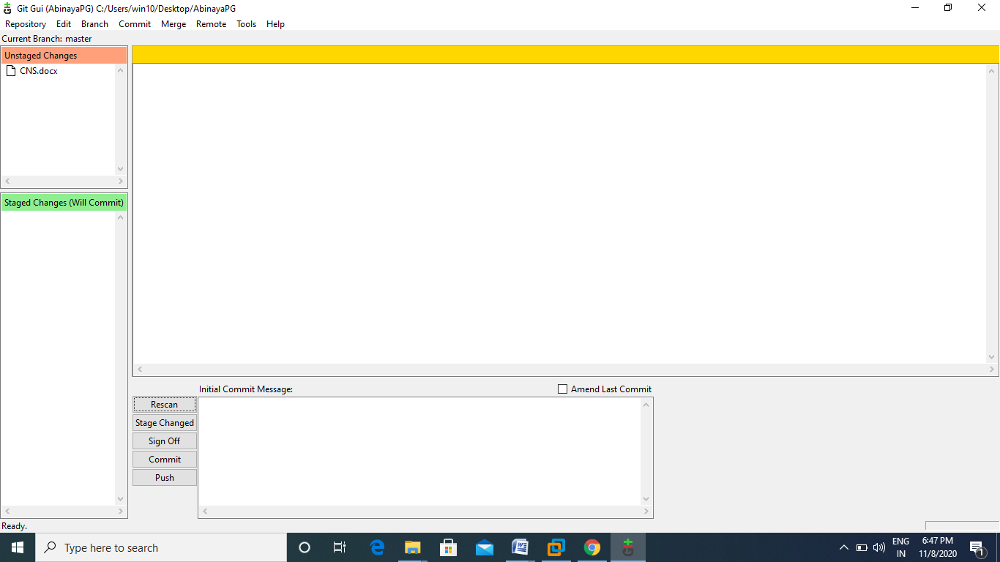 Git Gui (AbinayaPG) C:/Users/win10/Desktop/AbinayaPG
Repository Edit Branch Commit Merge Remote Tools Help
Current Branch: master
Unstaged Changes
CNS.docx
Staged Changes (Will Commit)
Initial Commit Message:
Amend Last Commit
Rescan
Stage Changed
Sign Off
Commit
Push
Ready.
Type here to search
ENG
IN
6:47 PM
11/8/2020
1